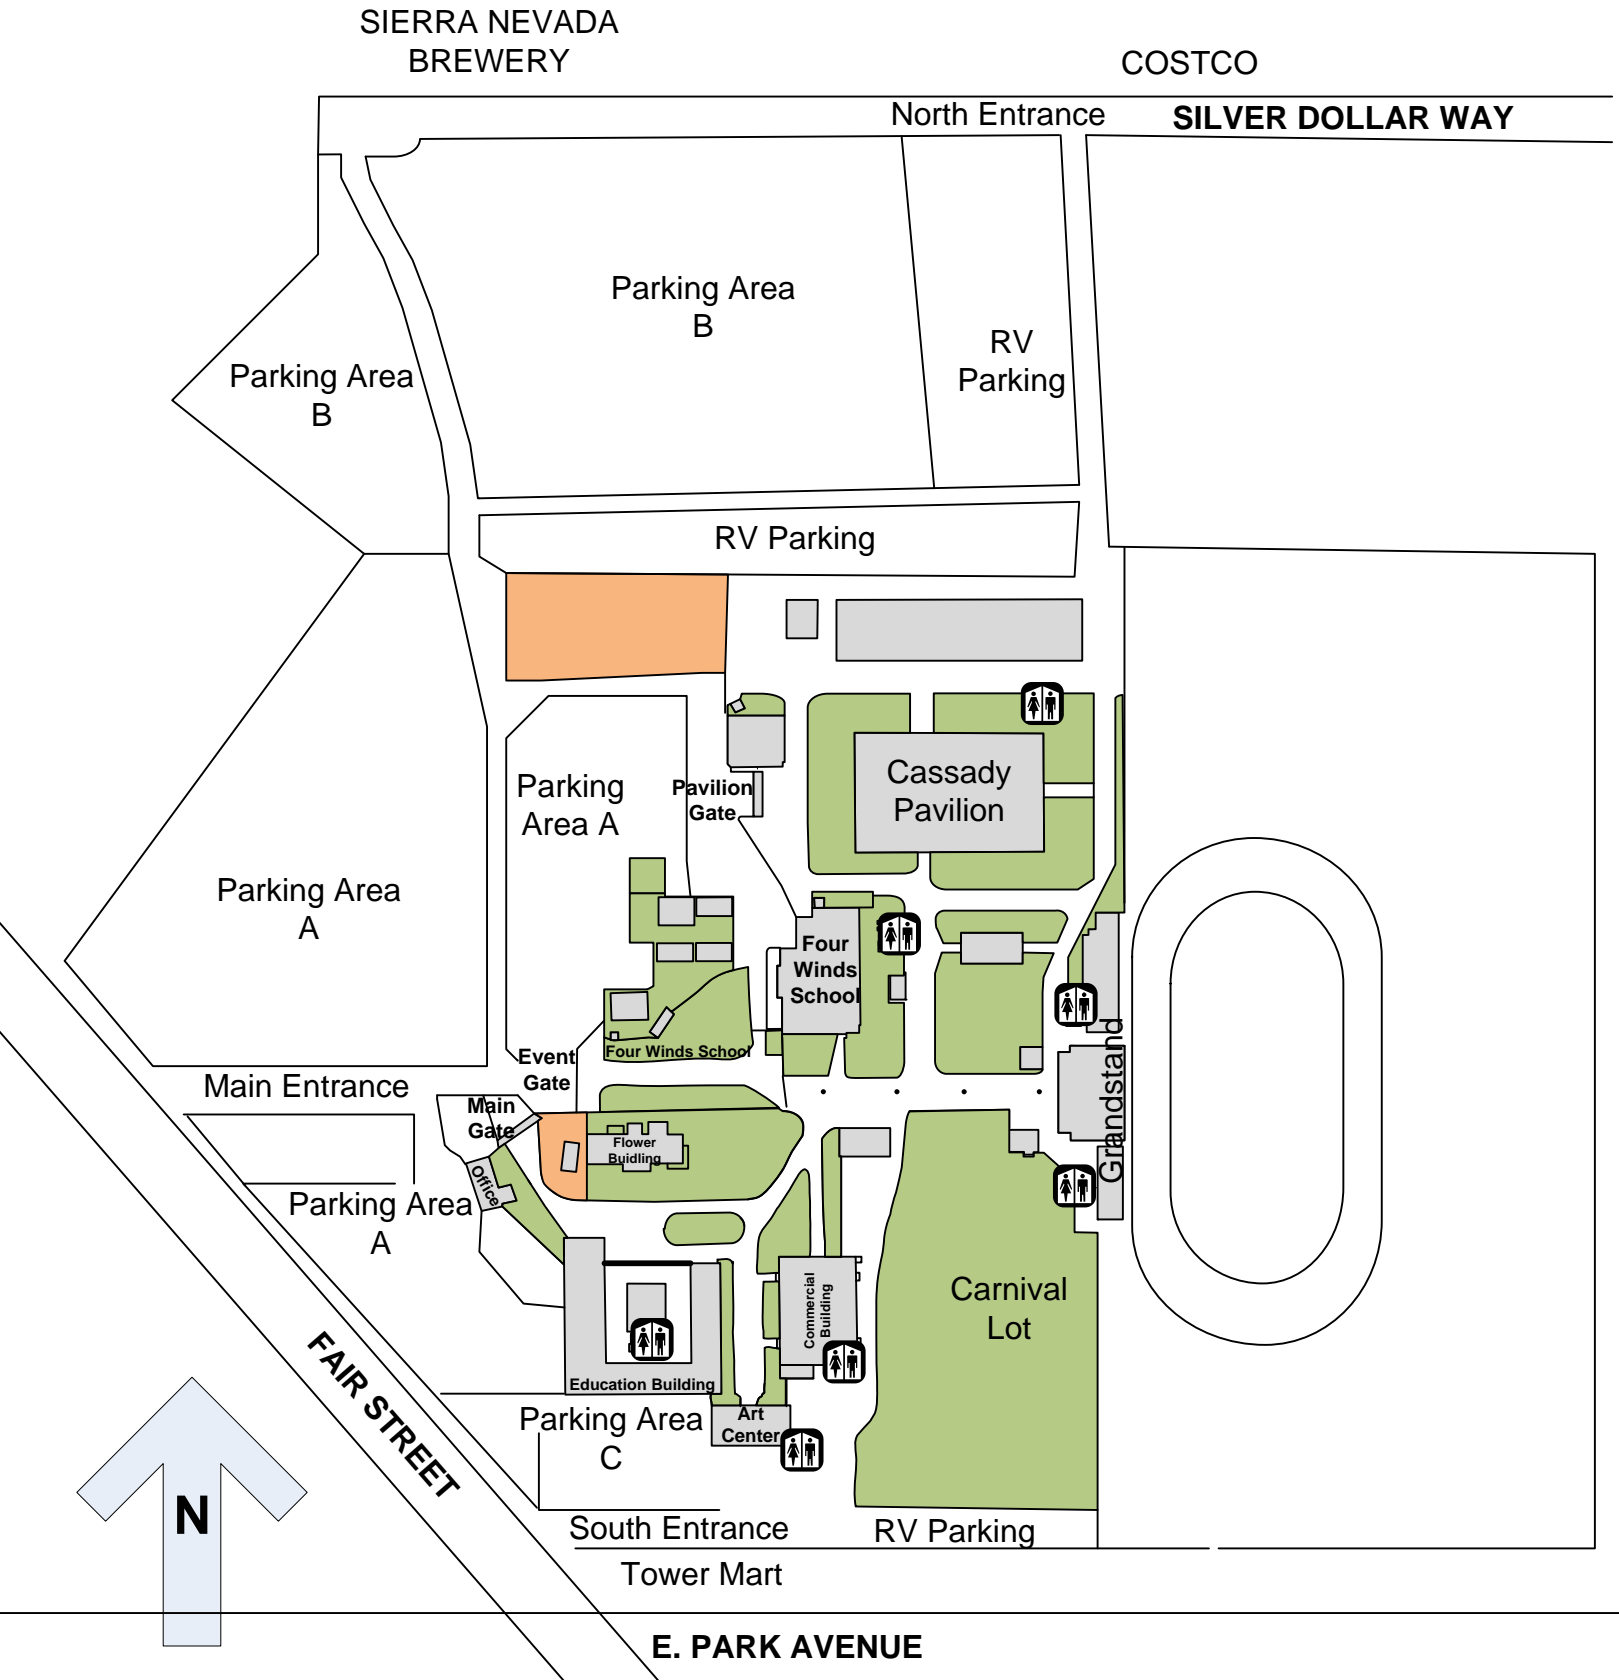 SIERRA NEVADA
BREWERY
COSTCO
North Entrance
SILVER DOLLAR WAY
Parking Area
B
RV
Parking
Parking Area
B
RV Parking
Cassady
Pavilion
Parking
Area A
Pavilion
Gate
Parking Area
A
Four
Winds
School
Four Winds School
Event
Gate
Main Entrance
Main
Gate
Grandstand
Flower
Buidling
Office
Parking Area
A
Carnival
Lot
Commercial
Building
FAIR STREET
Education Building
Parking Area
C
Art
Center
N
South Entrance
RV Parking
Tower Mart
E. PARK AVENUE